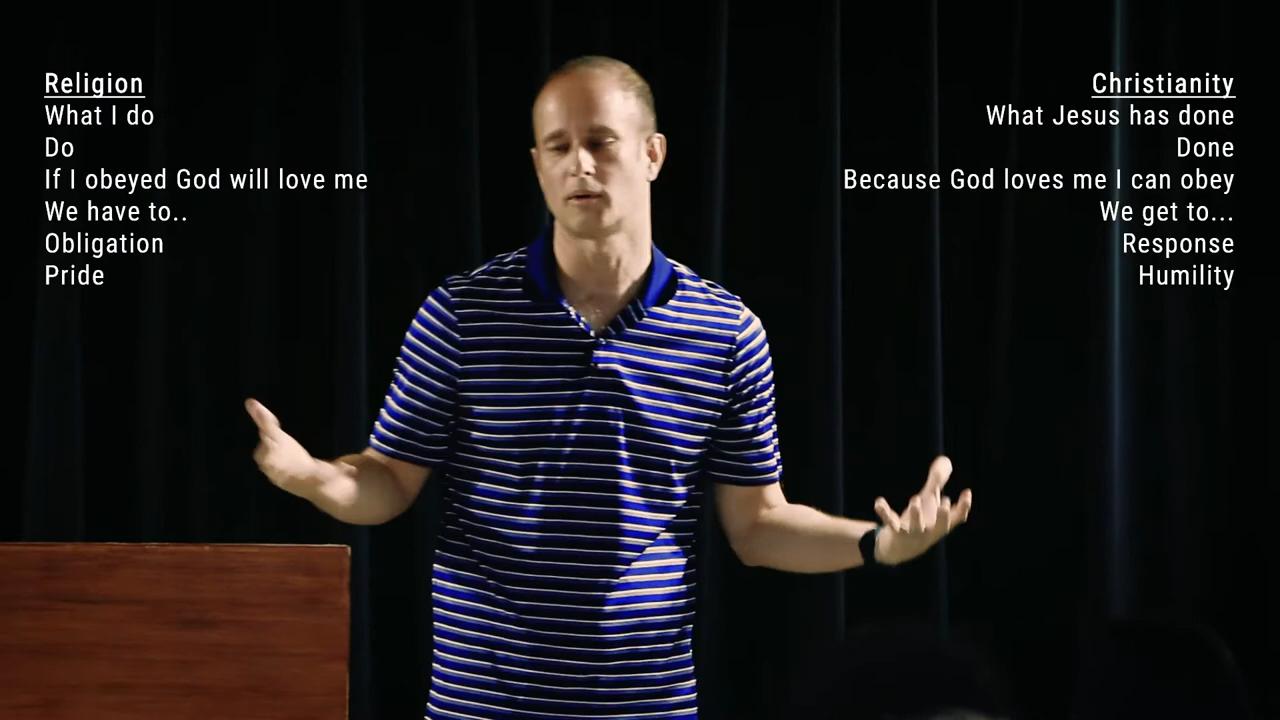 Religion
What I do
Do
If I obeyed God will love me
We have to..
Obligation
Pride
Christianity
What Jesus has done
Done
Because God loves me I can obey
We get to...
Response
Humility